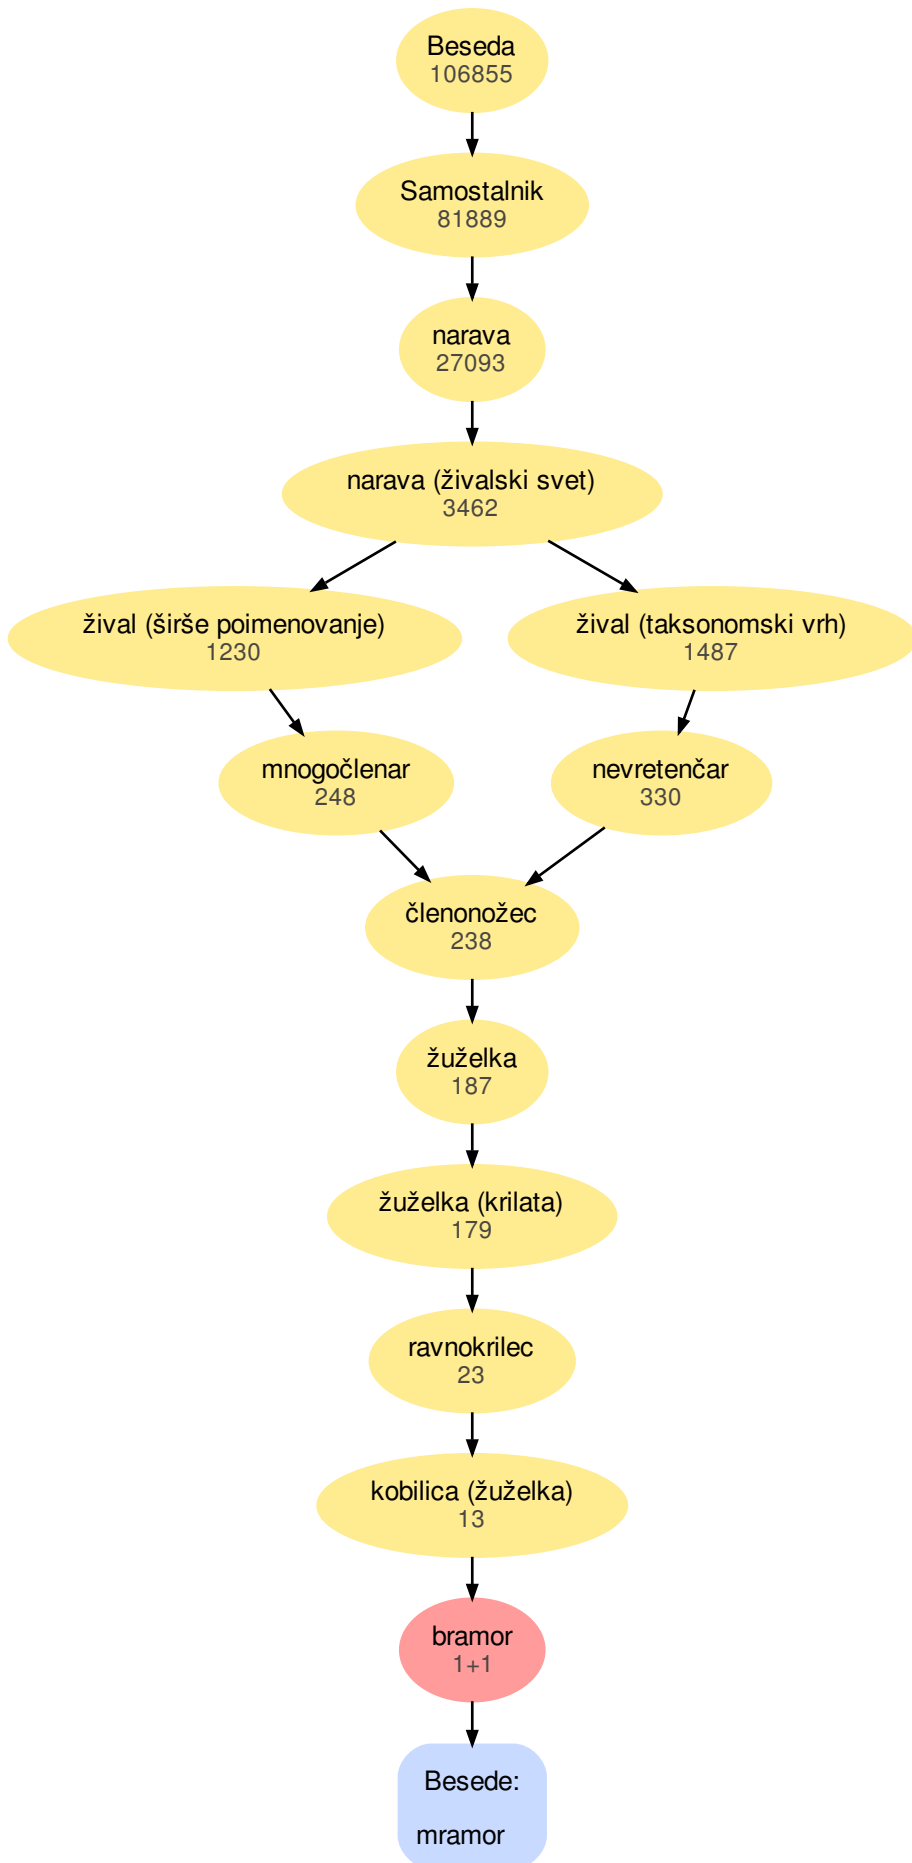 Beseda
106855
Samostalnik
81889
narava
27093
narava (živalski svet)
3462
žival (širše poimenovanje)
1230
žival (taksonomski vrh)
1487
mnogočlenar
248
nevretenčar
330
členonožec
238
žuželka
187
žuželka (krilata)
179
ravnokrilec
23
kobilica (žuželka)
13
bramor
1+1
Besede:
mramor